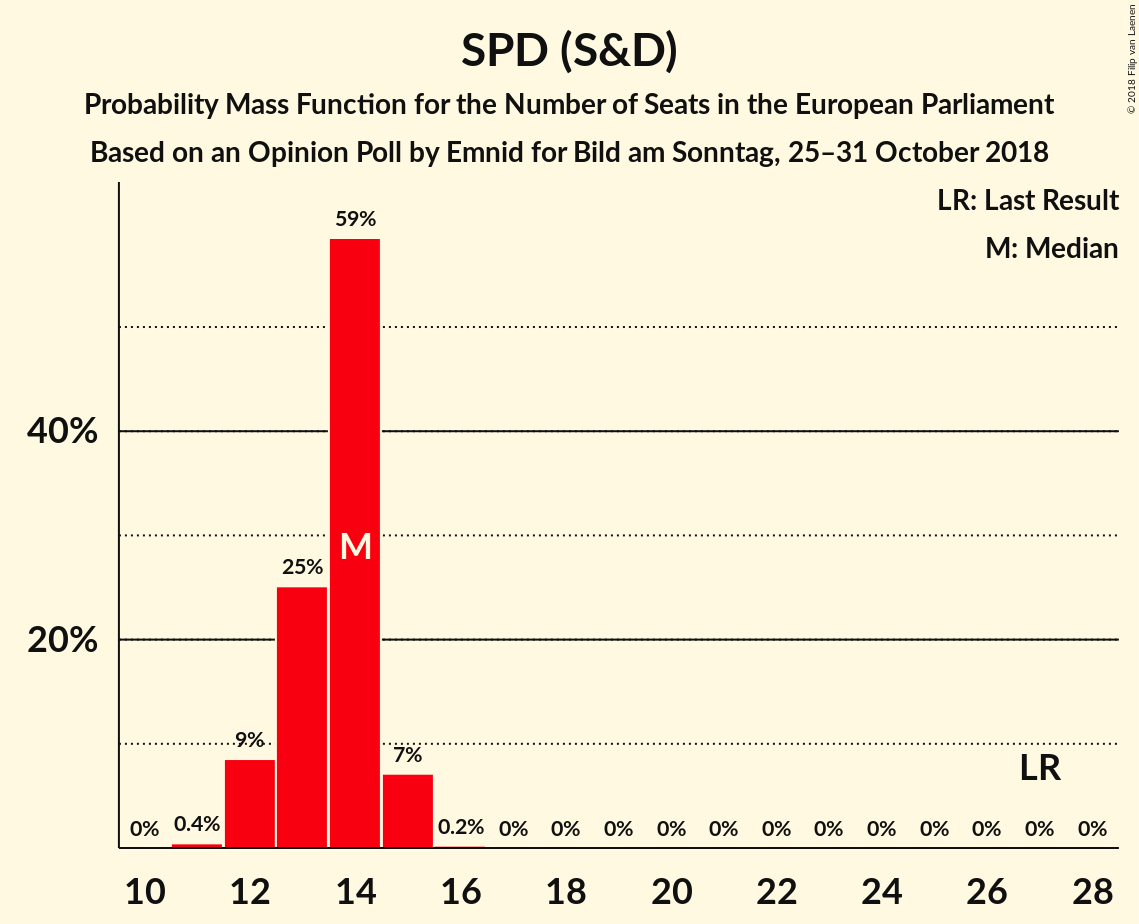 SPD (S&D)
Probability Mass Function for the Number of Seats in the European Parliament
Based on an Opinion Poll by Emnid for Bild am Sonntag, 25–31 October 2018
© 2018 Filip van Laenen
LR: Last Result
M: Median
59%
40%
M
25%
20%
9%
7%
LR
0% 0.4% 0.2% 0% 0% 0% 0% 0% 0% 0% 0% 0% 0% 0% 0%
10 12 14 16 18 20 22 24 26 28